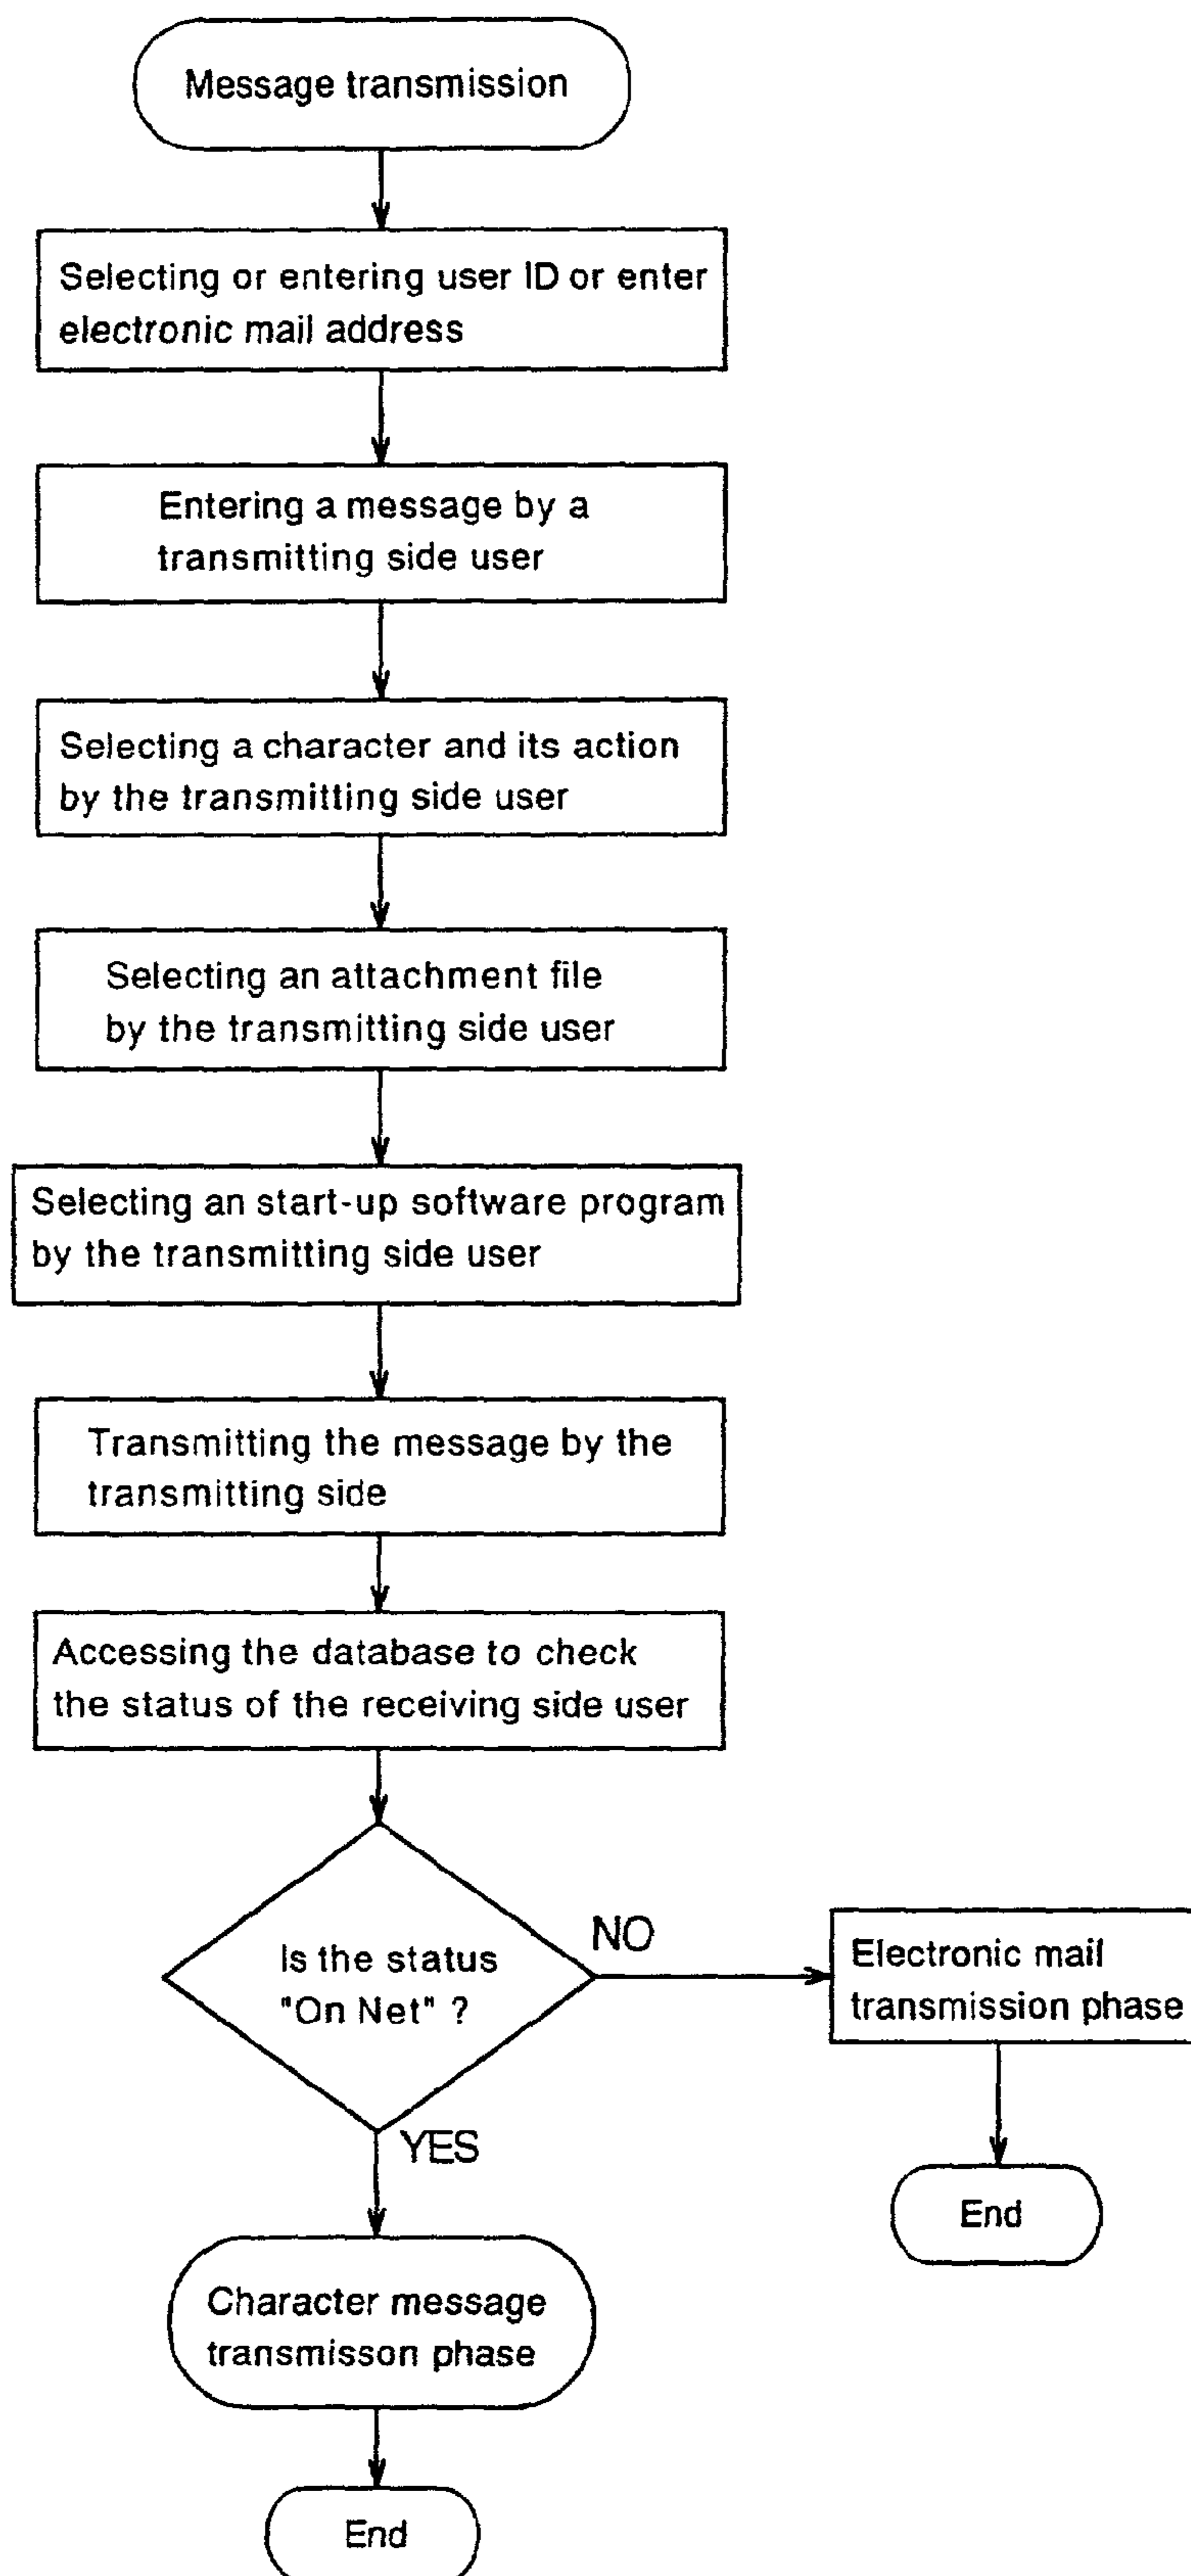 Message transmission
Selecting or entering user ID or enter
electronic mail address
Entering a message by a
transmitting side user
Selecting a character and its action
by the transmitting side user
Selecting an attachment file
by the transmitting side user
Selecting an start-up software program
by the transmitting side user
Transmitting the message by the
transmitting side
Accessing the database to check
the status of the receiving side user
Is the status
"On Net" ?
NO
Electronic mail
transmission phase
End
YES
Character message
transmisson phase
End